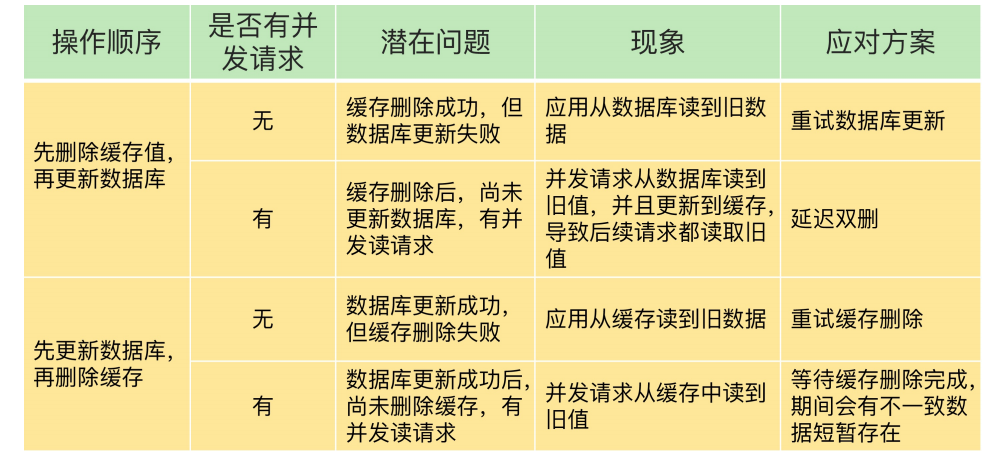 操作顺序
是否有并
发请求
潜在问题
现象
应对方案
先删除缓存值，
再更新数据库
无
缓存删除成功，但
数据库更新失败
应用从数据库读到旧数
据
重试数据库更新
有
缓存删除后，尚未
更新数据库，有并
发读请求
并发请求从数据库读到
旧值，并且更新到缓存，
导致后续请求都读取旧
值
延迟双删
先更新数据库，
再删除缓存
无
数据库更新成功，
但缓存删除失败
应用从缓存读到旧数据
重试缓存删除
有
数据库更新成功后，
尚未删除缓存，有
并发读请求
并发请求从缓存中读到
旧值
等待缓存删除完成，
期间会有不一致数
据短暂存在